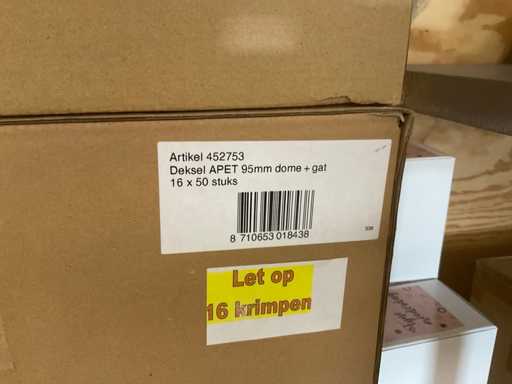 Artikel 452753
Deksel APET 95mm dome + gat
16 x 50 stuks
8 710653 018438
Let op
16 krimpen